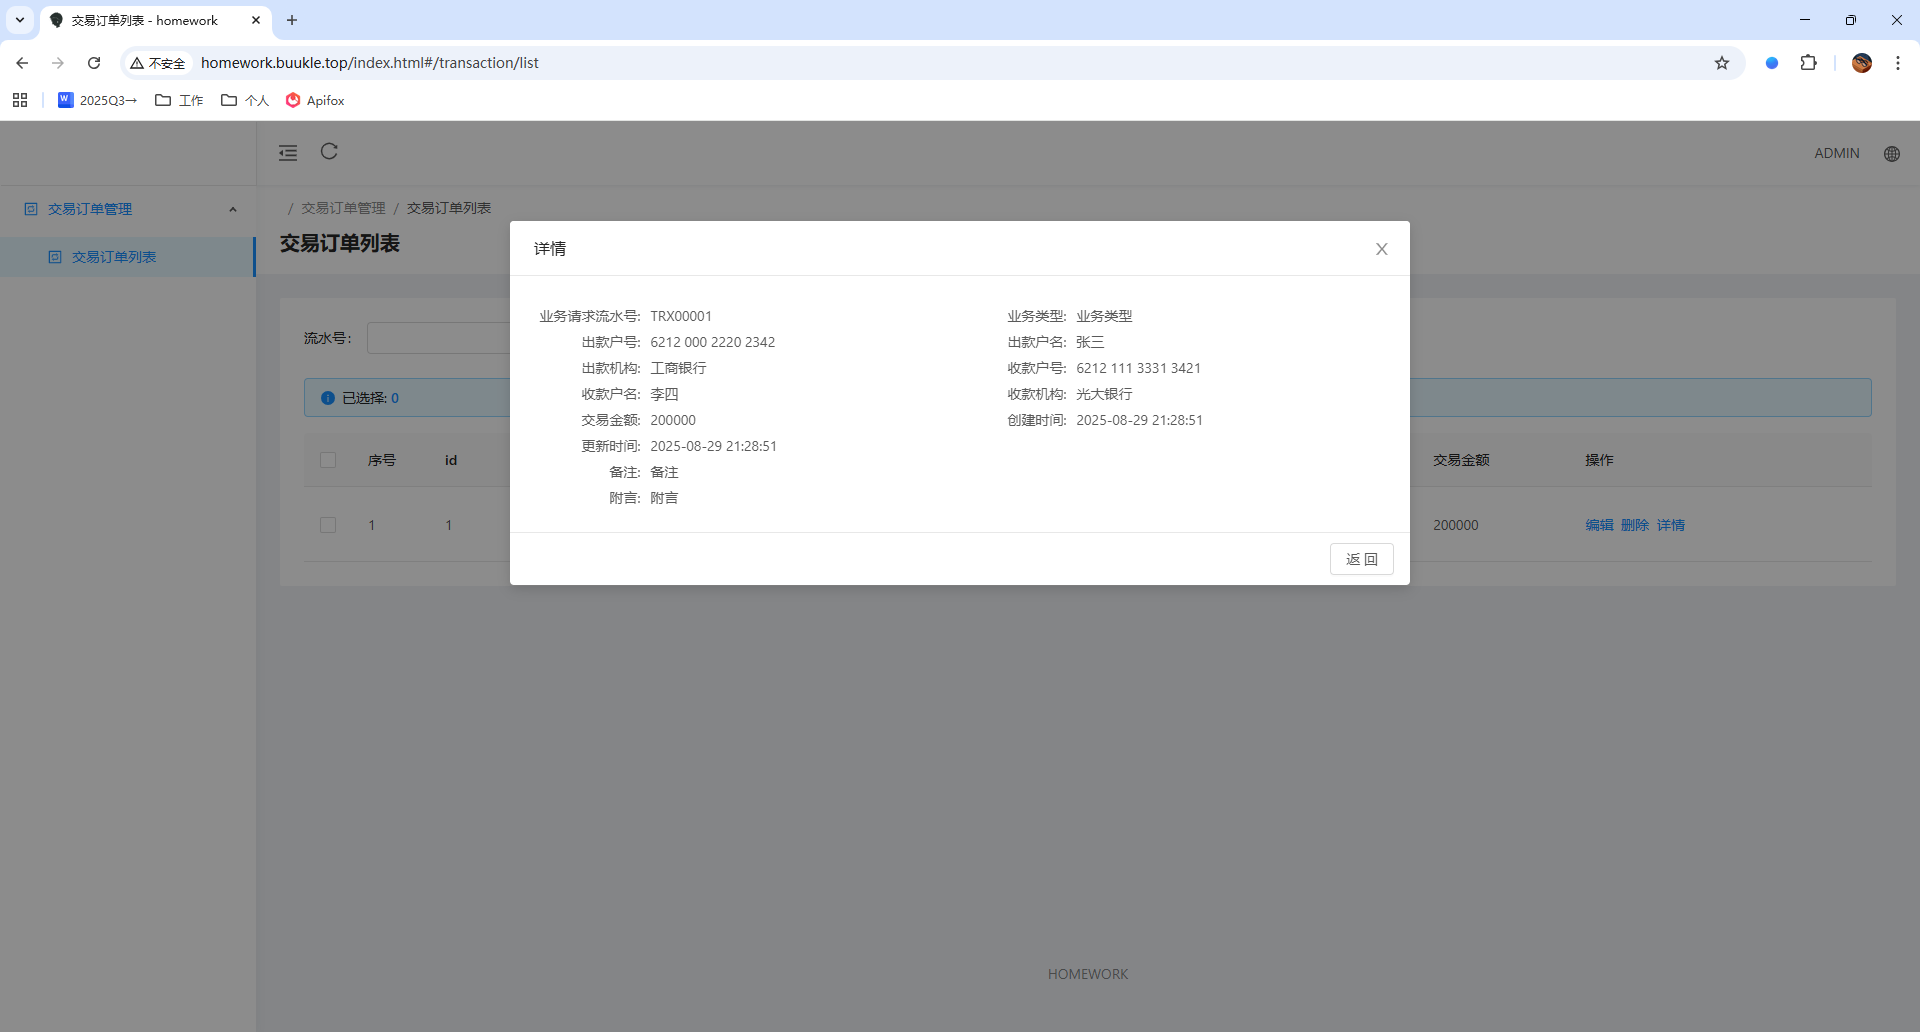 交易订单列表 - homework
不安全
homework.buukle.top/index.html#/transaction/list
2025Q3→
工作
个人
Apifox
ADMIN
交易订单管理
交易订单列表
/ 交易订单管理 / 交易订单列表
交易订单列表
流水号:
已选择: 0
序号 id 交易金额 操作
1 1 200000 编辑 删除 详情
详情
业务请求流水号: TRX00001 业务类型: 业务类型
出款户号: 6212 000 2220 2342 出款户名: 张三
出款机构: 工商银行 收款户号: 6212 111 3331 3421
收款户名: 李四 收款机构: 光大银行
交易金额: 200000 创建时间: 2025-08-29 21:28:51
更新时间: 2025-08-29 21:28:51
备注: 备注
附言: 附言
返 回
HOMEWORK